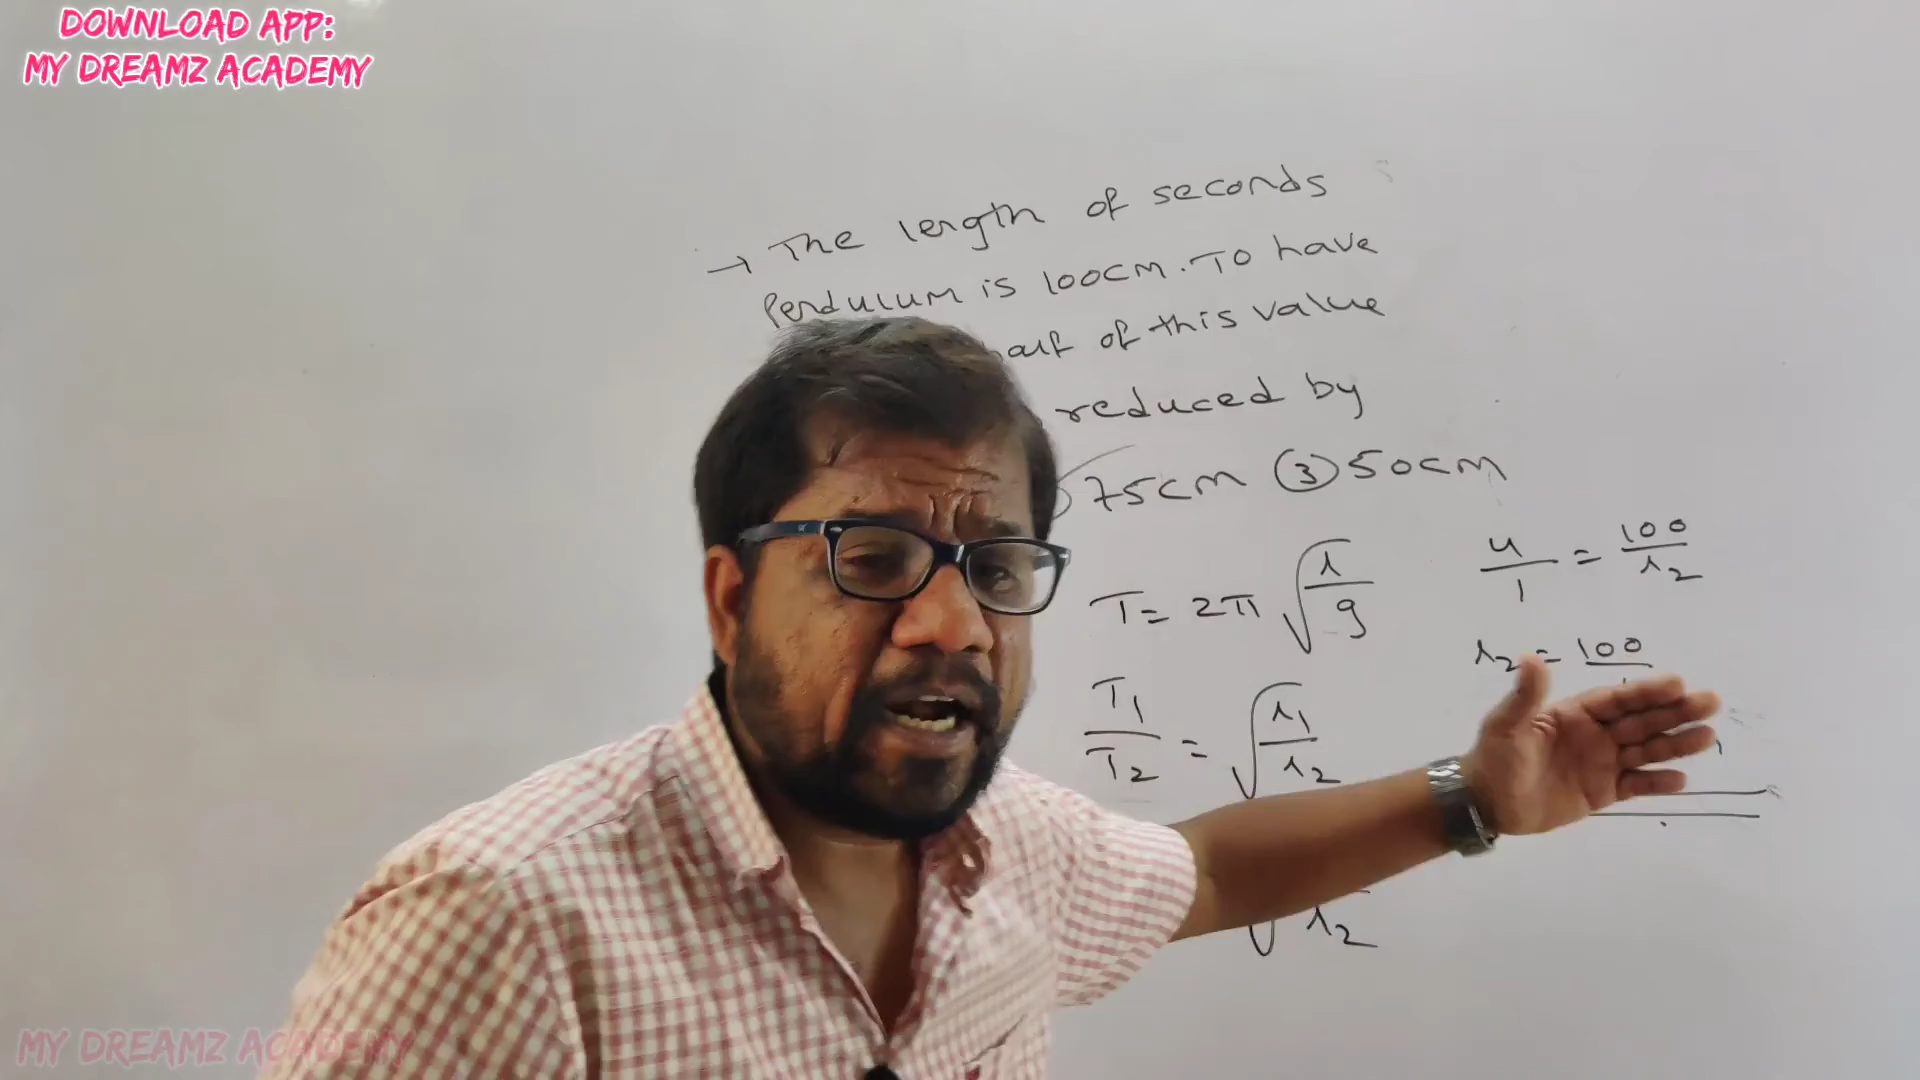 DOWNLOAD APP:
MY DREAMZ ACADEMY
→ The length of seconds
Pendulum is 100cm. To have
half of this value
reduced by
75cm ③ 50cm
T = 2π √(l/g)
T1/T2 = √(l1/l2)
l2
4/1 = 100/l2
l2 = 100
MY DREAMZ ACADEMY